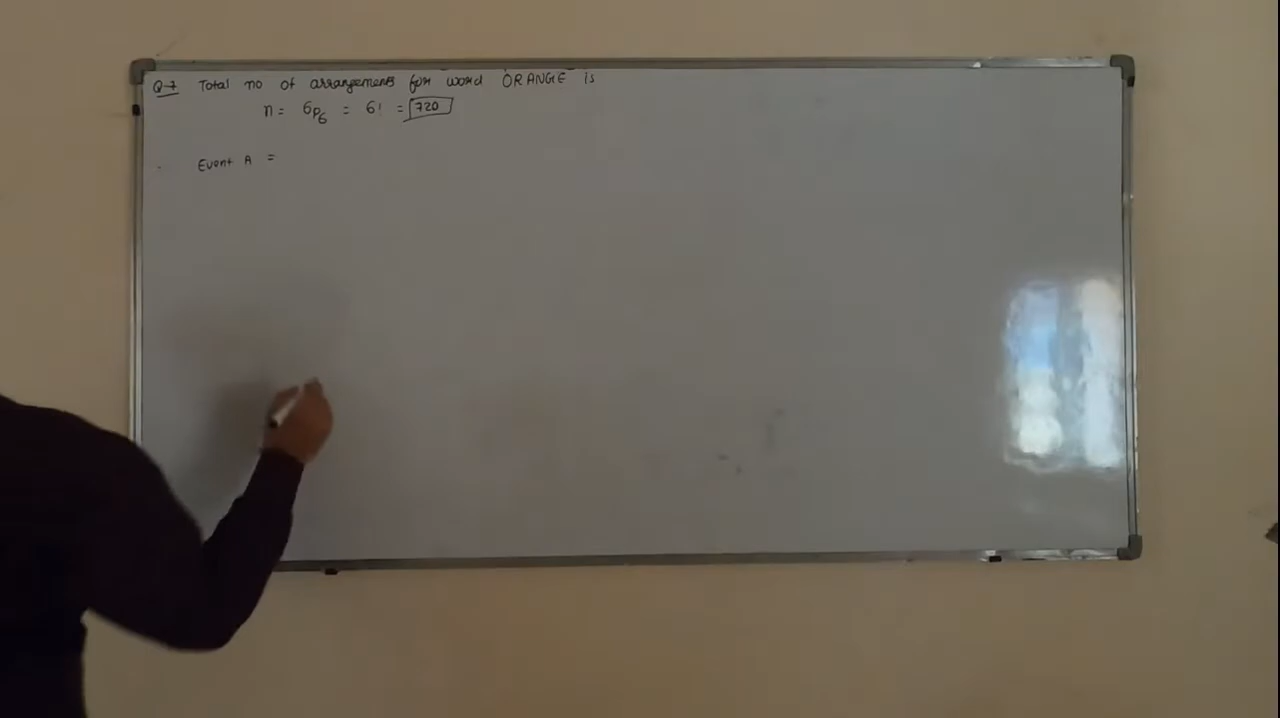 Q-7 Total no of arrangements for word 'ORANGE' is
n = 6P6 = 6! = 720
Event A =